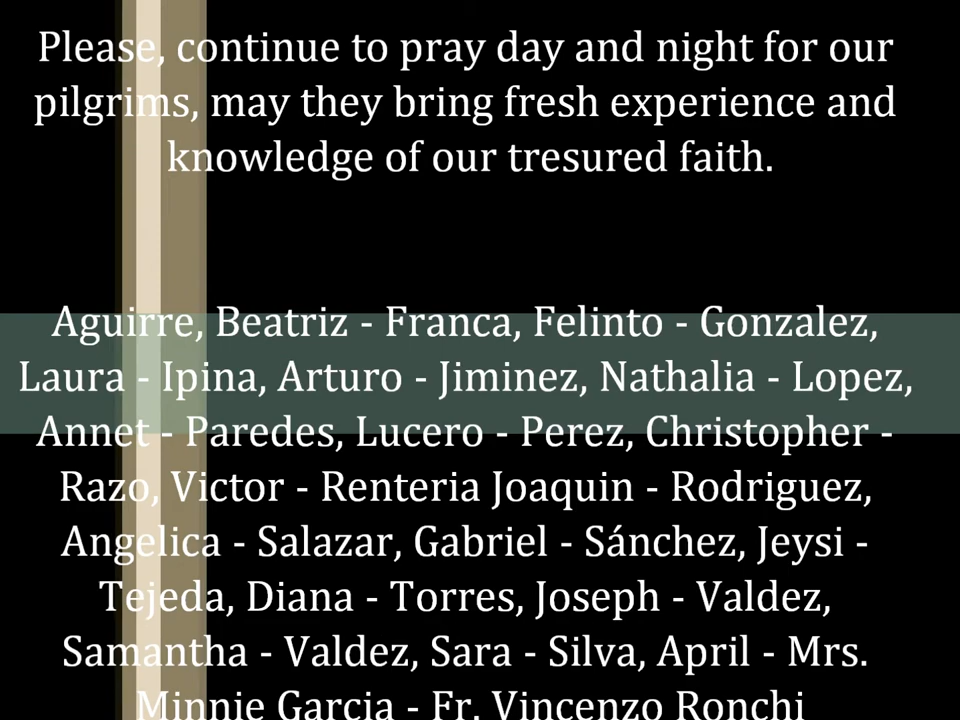 Please, continue to pray day and night for our
pilgrims, may they bring fresh experience and
knowledge of our tresured faith.
Aguirre, Beatriz - Franca, Felinto - Gonzalez,
Laura - Ipina, Arturo - Jiminez, Nathalia - Lopez,
Annet - Paredes, Lucero - Perez, Christopher -
Razo, Victor - Renteria Joaquin - Rodriguez,
Angelica - Salazar, Gabriel - Sánchez, Jeysi -
Tejeda, Diana - Torres, Joseph - Valdez,
Samantha - Valdez, Sara - Silva, April - Mrs.
Minnie Garcia - Fr. Vincenzo Ronchi